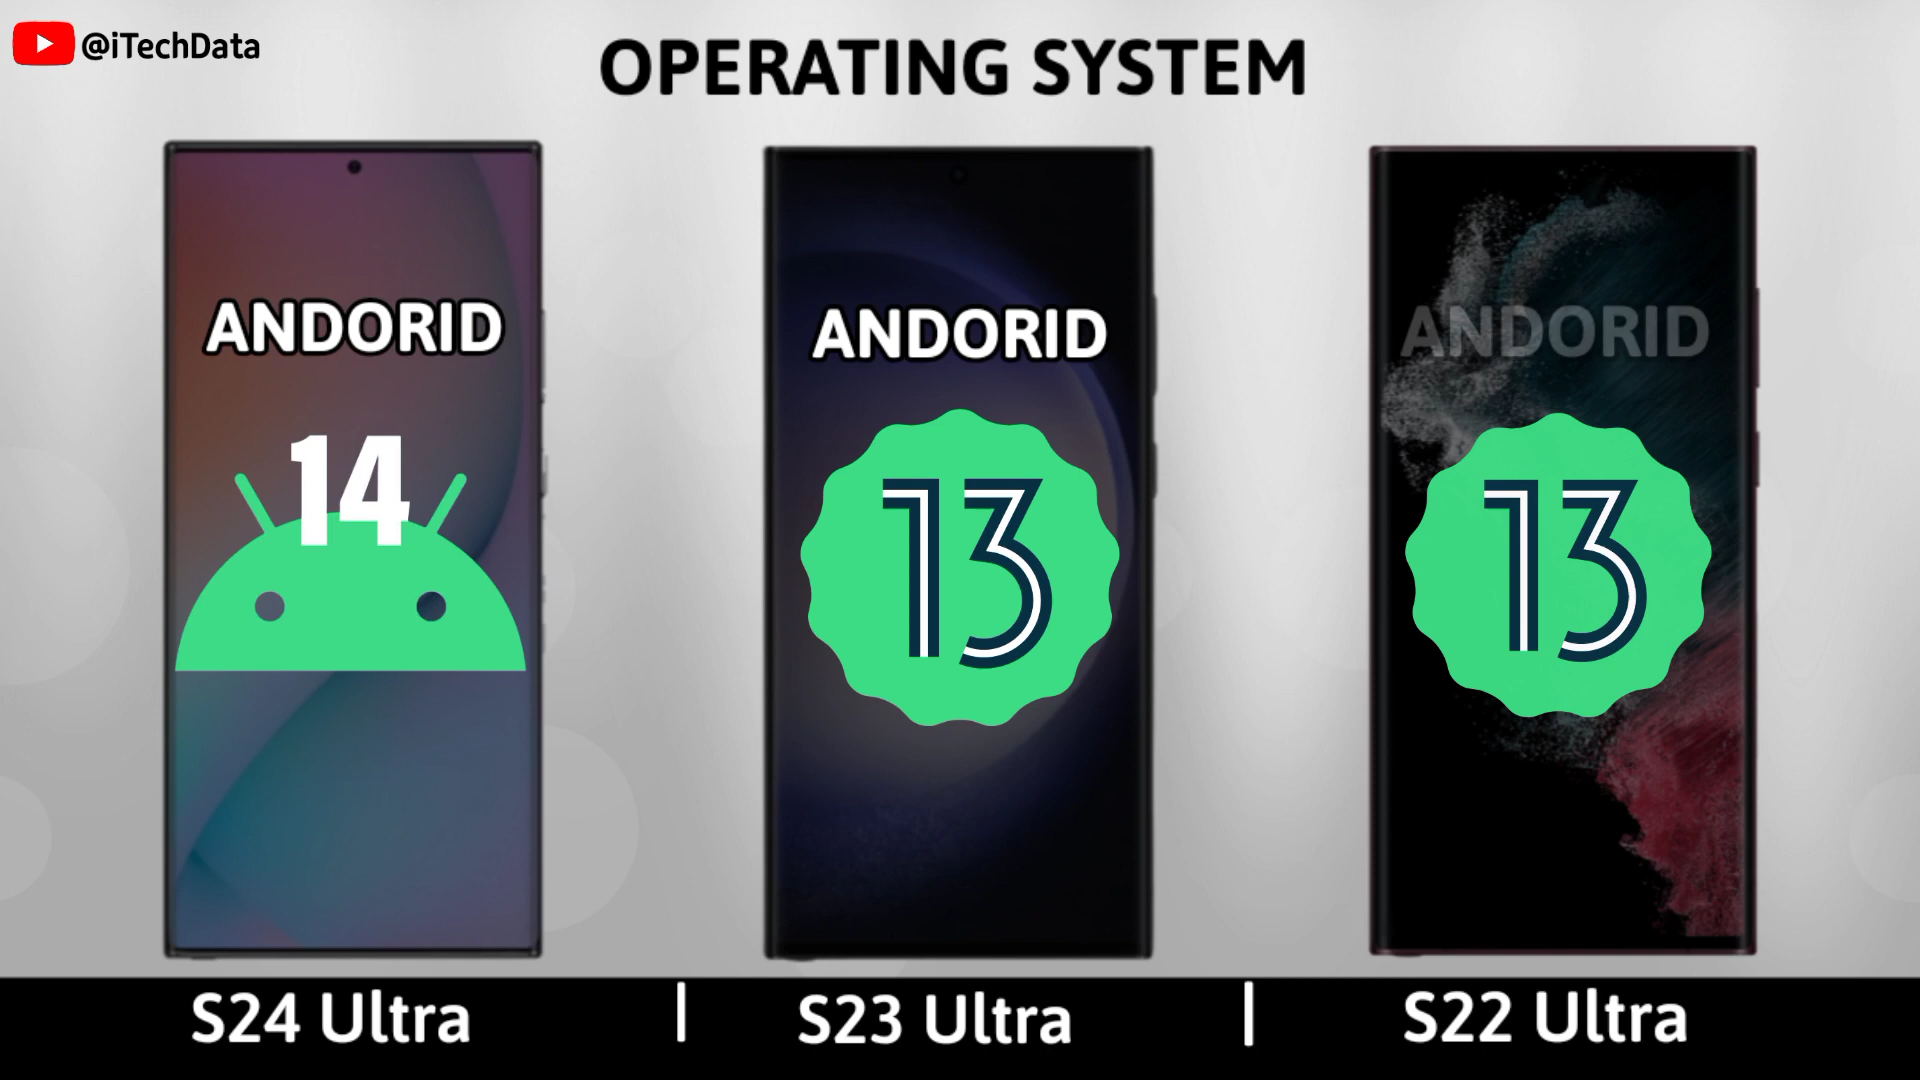 @iTechData
OPERATING SYSTEM
ANDORID
14
ANDORID
13
ANDORID
13
S24 Ultra | S23 Ultra | S22 Ultra